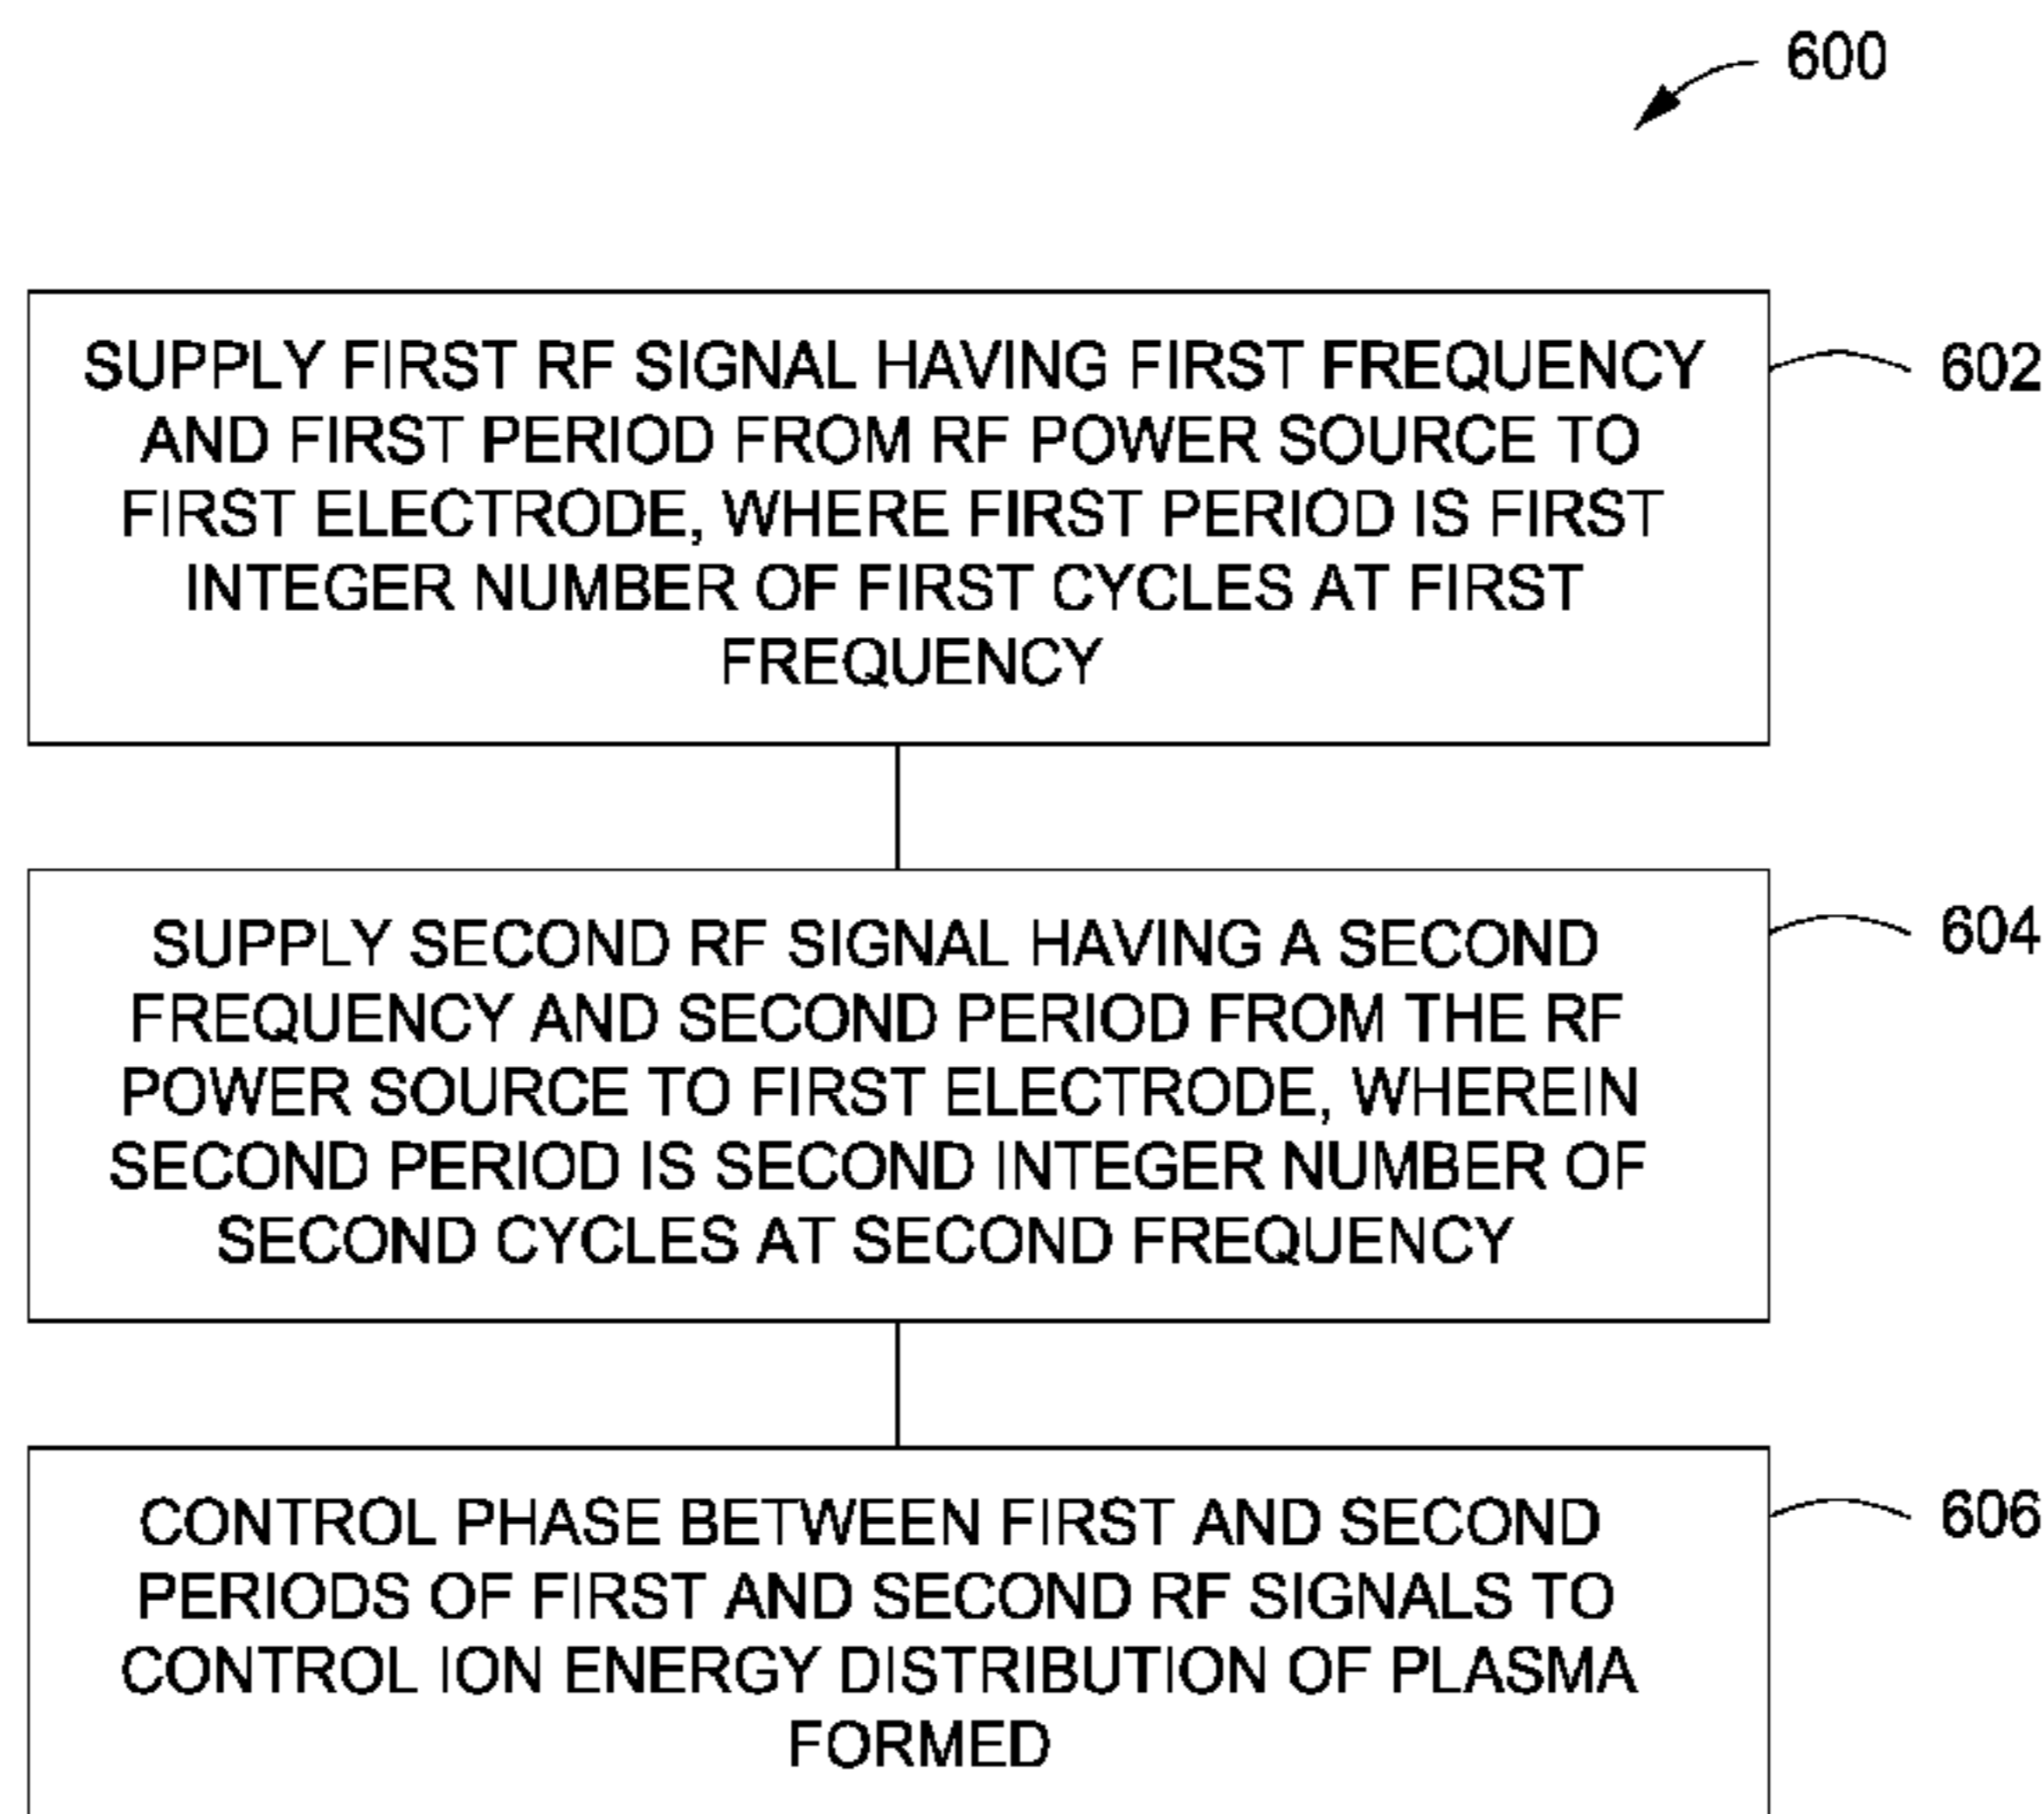 600
SUPPLY FIRST RF SIGNAL HAVING FIRST FREQUENCY
AND FIRST PERIOD FROM RF POWER SOURCE TO
FIRST ELECTRODE, WHERE FIRST PERIOD IS FIRST
INTEGER NUMBER OF FIRST CYCLES AT FIRST
FREQUENCY
602
SUPPLY SECOND RF SIGNAL HAVING A SECOND
FREQUENCY AND SECOND PERIOD FROM THE RF
POWER SOURCE TO FIRST ELECTRODE, WHEREIN
SECOND PERIOD IS SECOND INTEGER NUMBER OF
SECOND CYCLES AT SECOND FREQUENCY
604
CONTROL PHASE BETWEEN FIRST AND SECOND
PERIODS OF FIRST AND SECOND RF SIGNALS TO
CONTROL ION ENERGY DISTRIBUTION OF PLASMA
FORMED
606